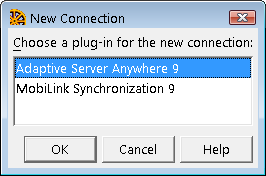 New Connection
Choose a plug-in for the new connection:
Adaptive Server Anywhere 9
MobiLink Synchronization 9
OK
Cancel
Help